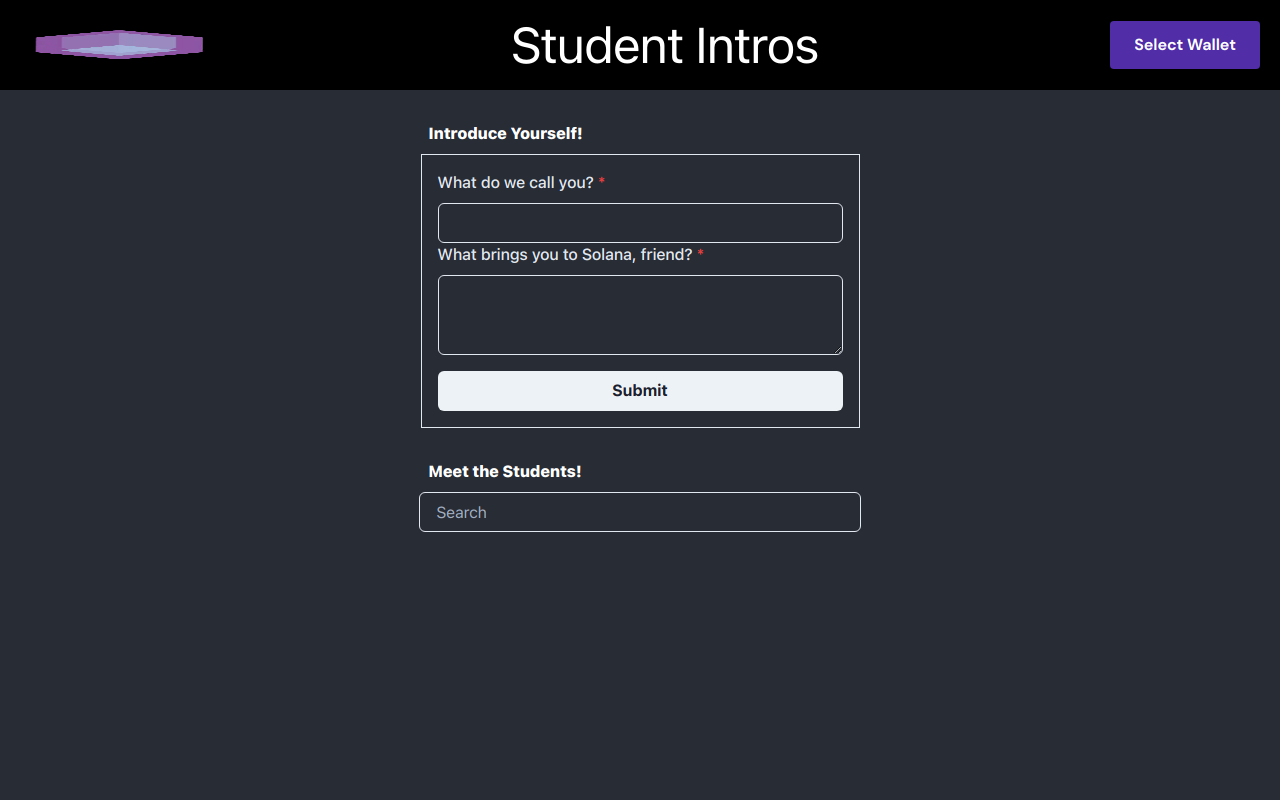 Student Intros
Select Wallet
Introduce Yourself!
What do we call you? *
What brings you to Solana, friend? *
Submit
Meet the Students!
Search